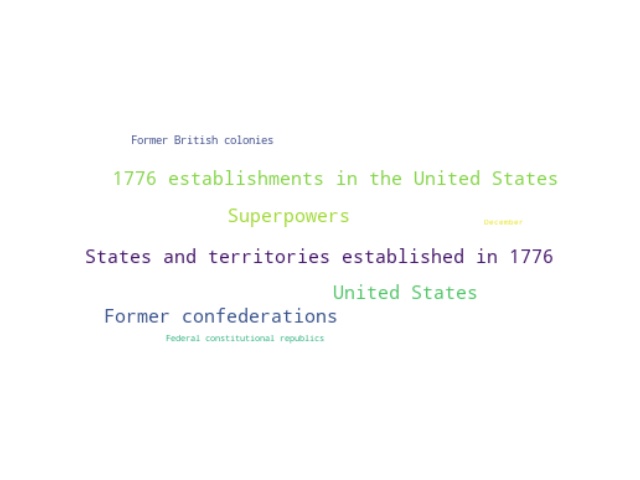 Former British colonies
1776 establishments in the United States
Superpowers
December
States and territories established in 1776
United States
Former confederations
Federal constitutional republics